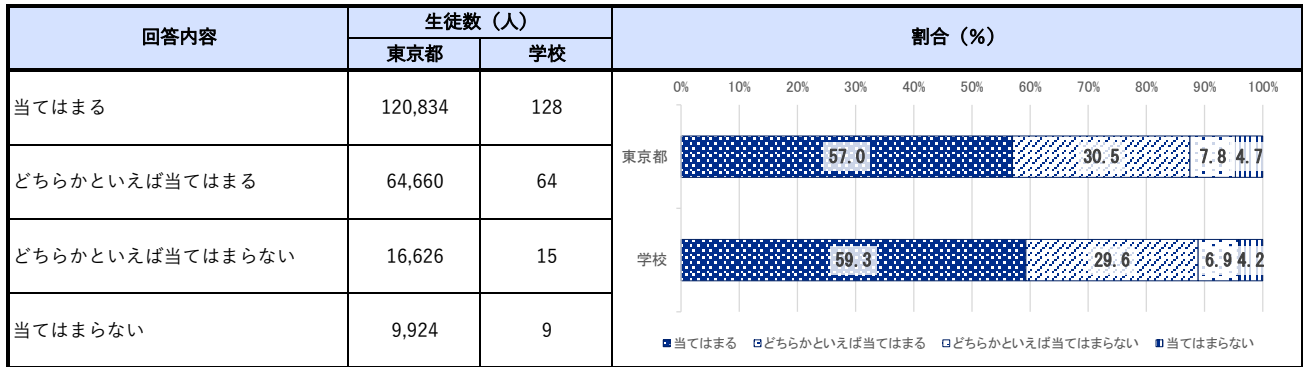 回答内容
生徒数（人）
割合（%）
東京都 学校
当てはまる 120,834 128
どちらかといえば当てはまる 64,660 64
どちらかといえば当てはまらない 16,626 15
当てはまらない 9,924 9
0% 10% 20% 30% 40% 50% 60% 70% 80% 90% 100%
東京都 57.0 30.5 7.8 4.7
学校 59.3 29.6 6.9 4.2
当てはまる どちらかといえば当てはまる どちらかといえば当てはまらない 当てはまらない